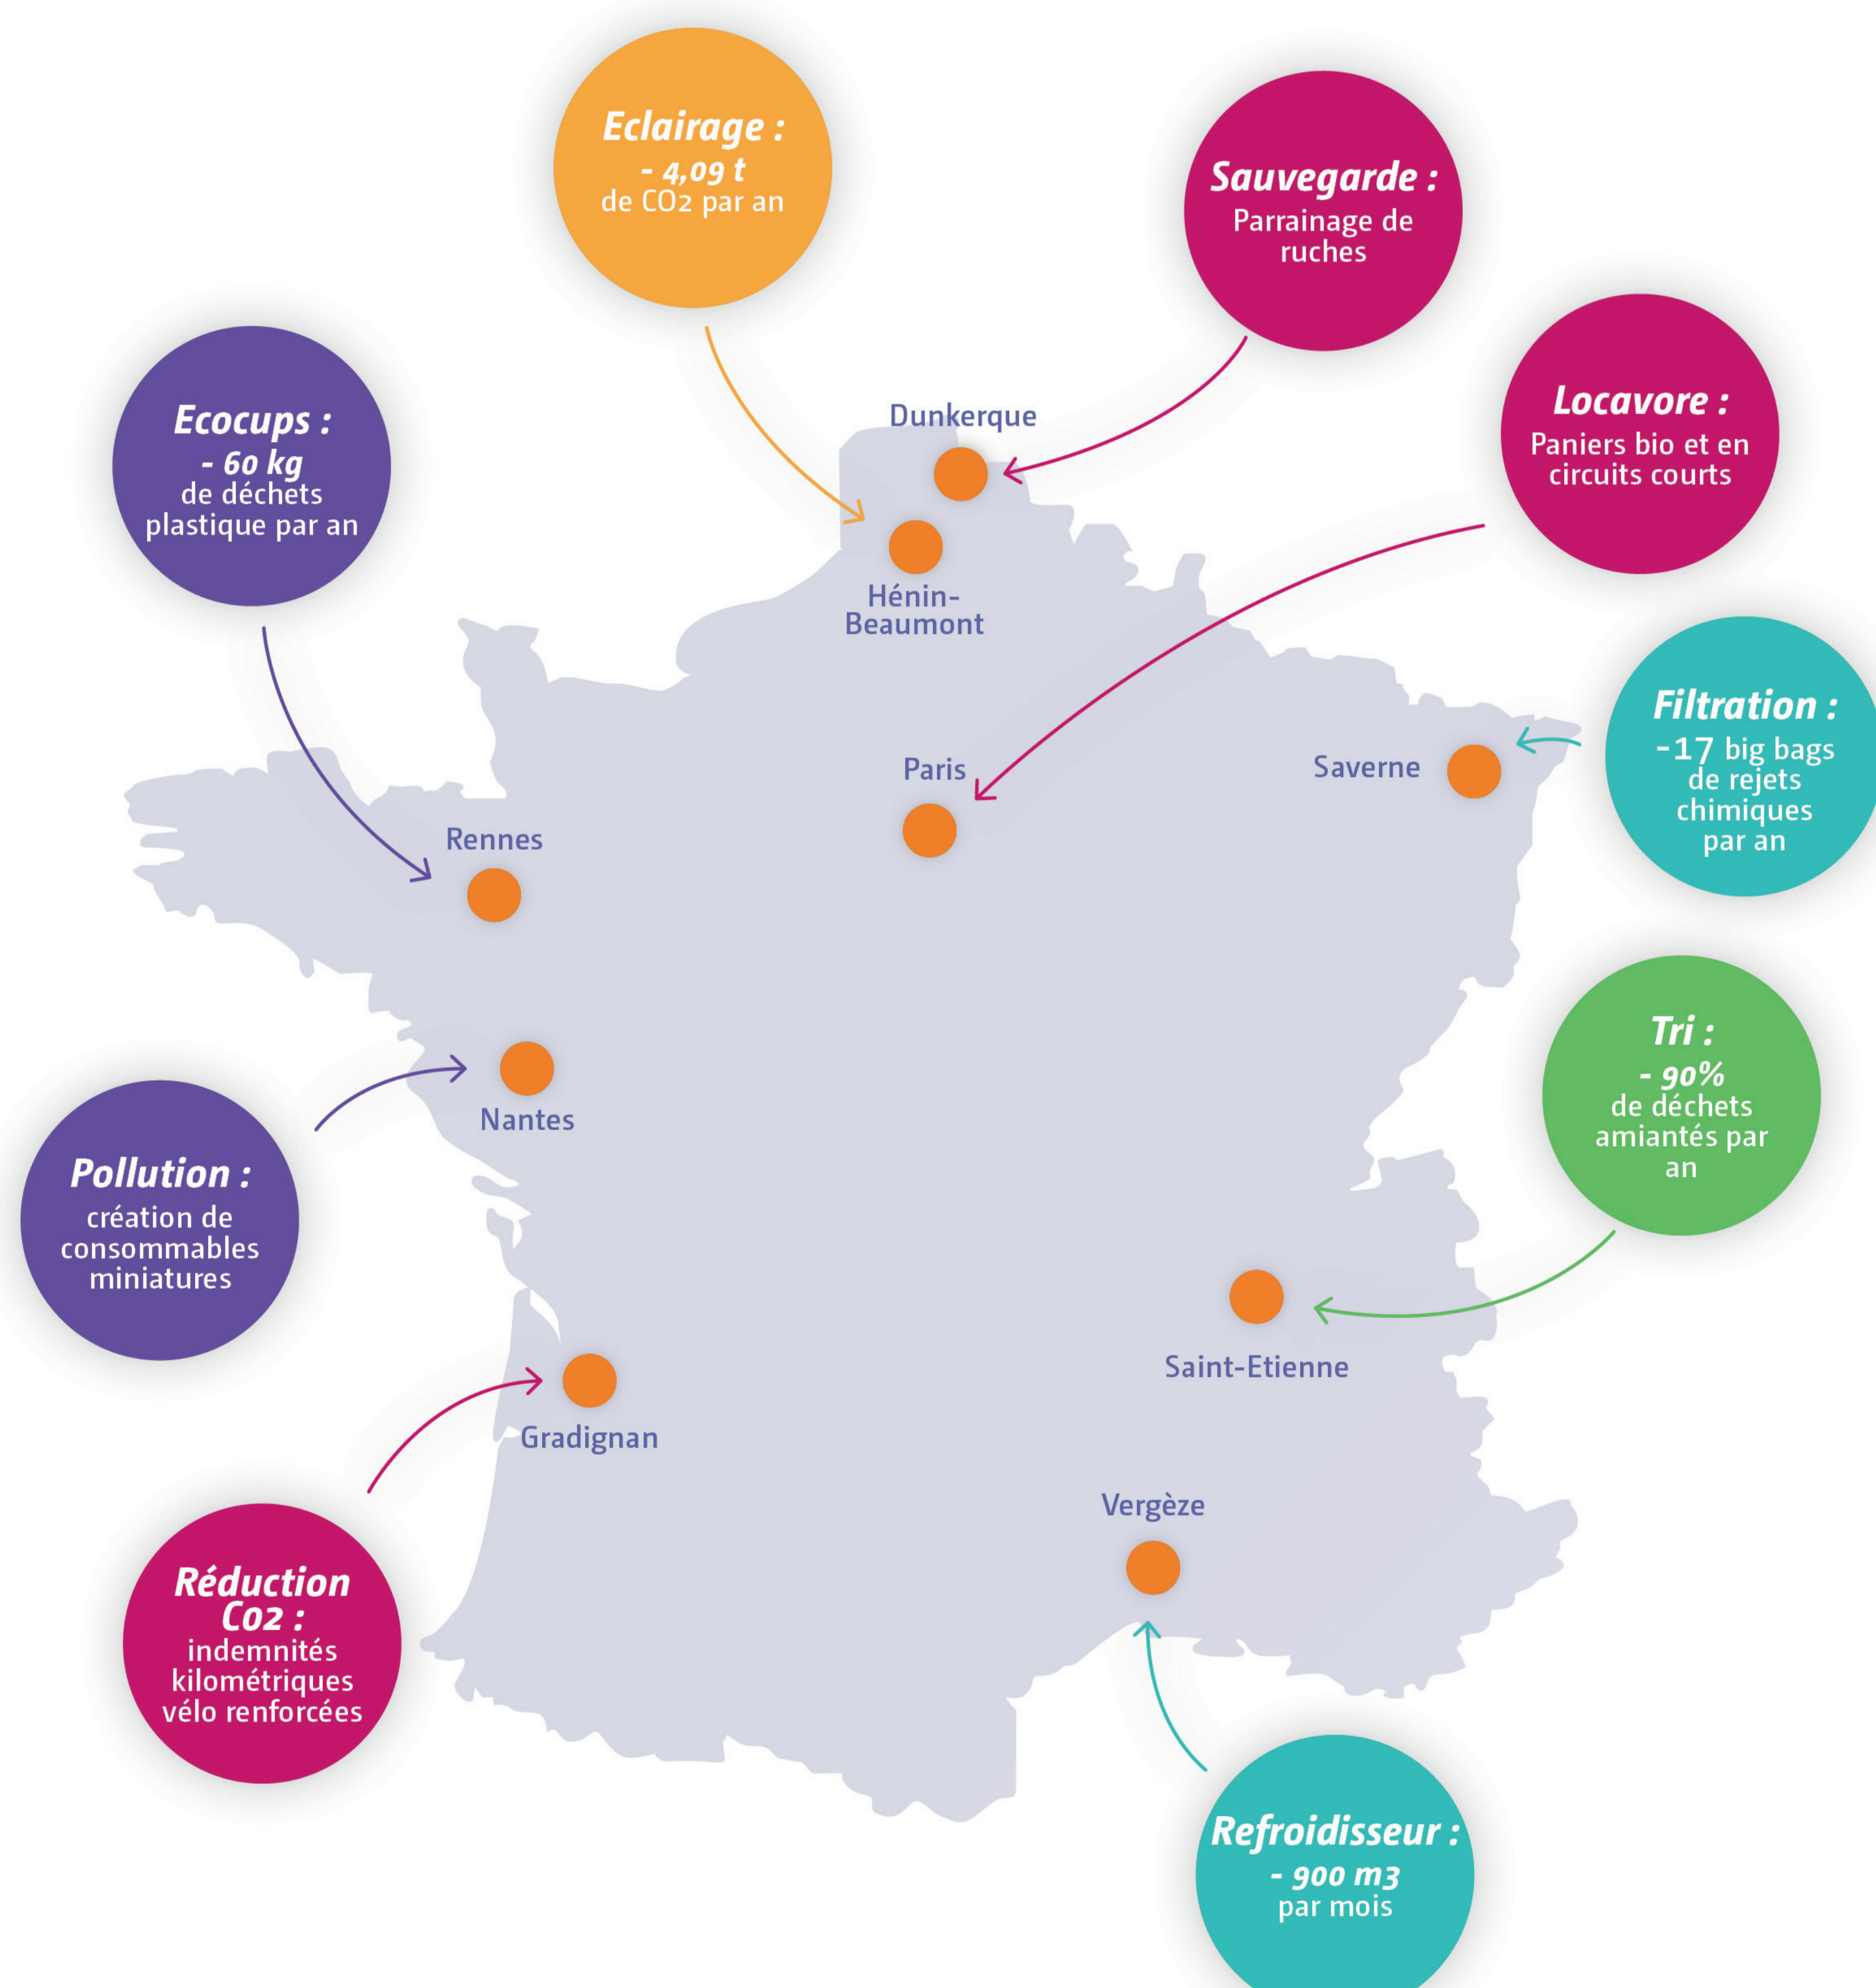 Eclairage :
- 4,09 t
de CO2 par an
Sauvegarde :
Parrainage de
ruches
Locavore :
Paniers bio et en
circuits courts
Ecocups :
- 60 kg
de déchets
plastique par an
Dunkerque
Hénin-
Beaumont
Filtration :
-17 big bags
de rejets
chimiques
par an
Paris
Saverne
Rennes
Tri :
- 90%
de déchets
amiantés par
an
Nantes
Pollution :
création de
consommables
miniatures
Saint-Etienne
Gradignan
Vergèze
Réduction
Co2 :
indemnités
kilométriques
vélo renforcées
Refroidisseur :
- 900 m3
par mois